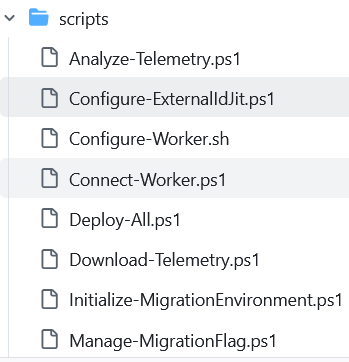 scripts
Analyze-Telemetry.ps1
Configure-ExternalIdJit.ps1
Configure-Worker.sh
Connect-Worker.ps1
Deploy-All.ps1
Download-Telemetry.ps1
Initialize-MigrationEnvironment.ps1
Manage-MigrationFlag.ps1